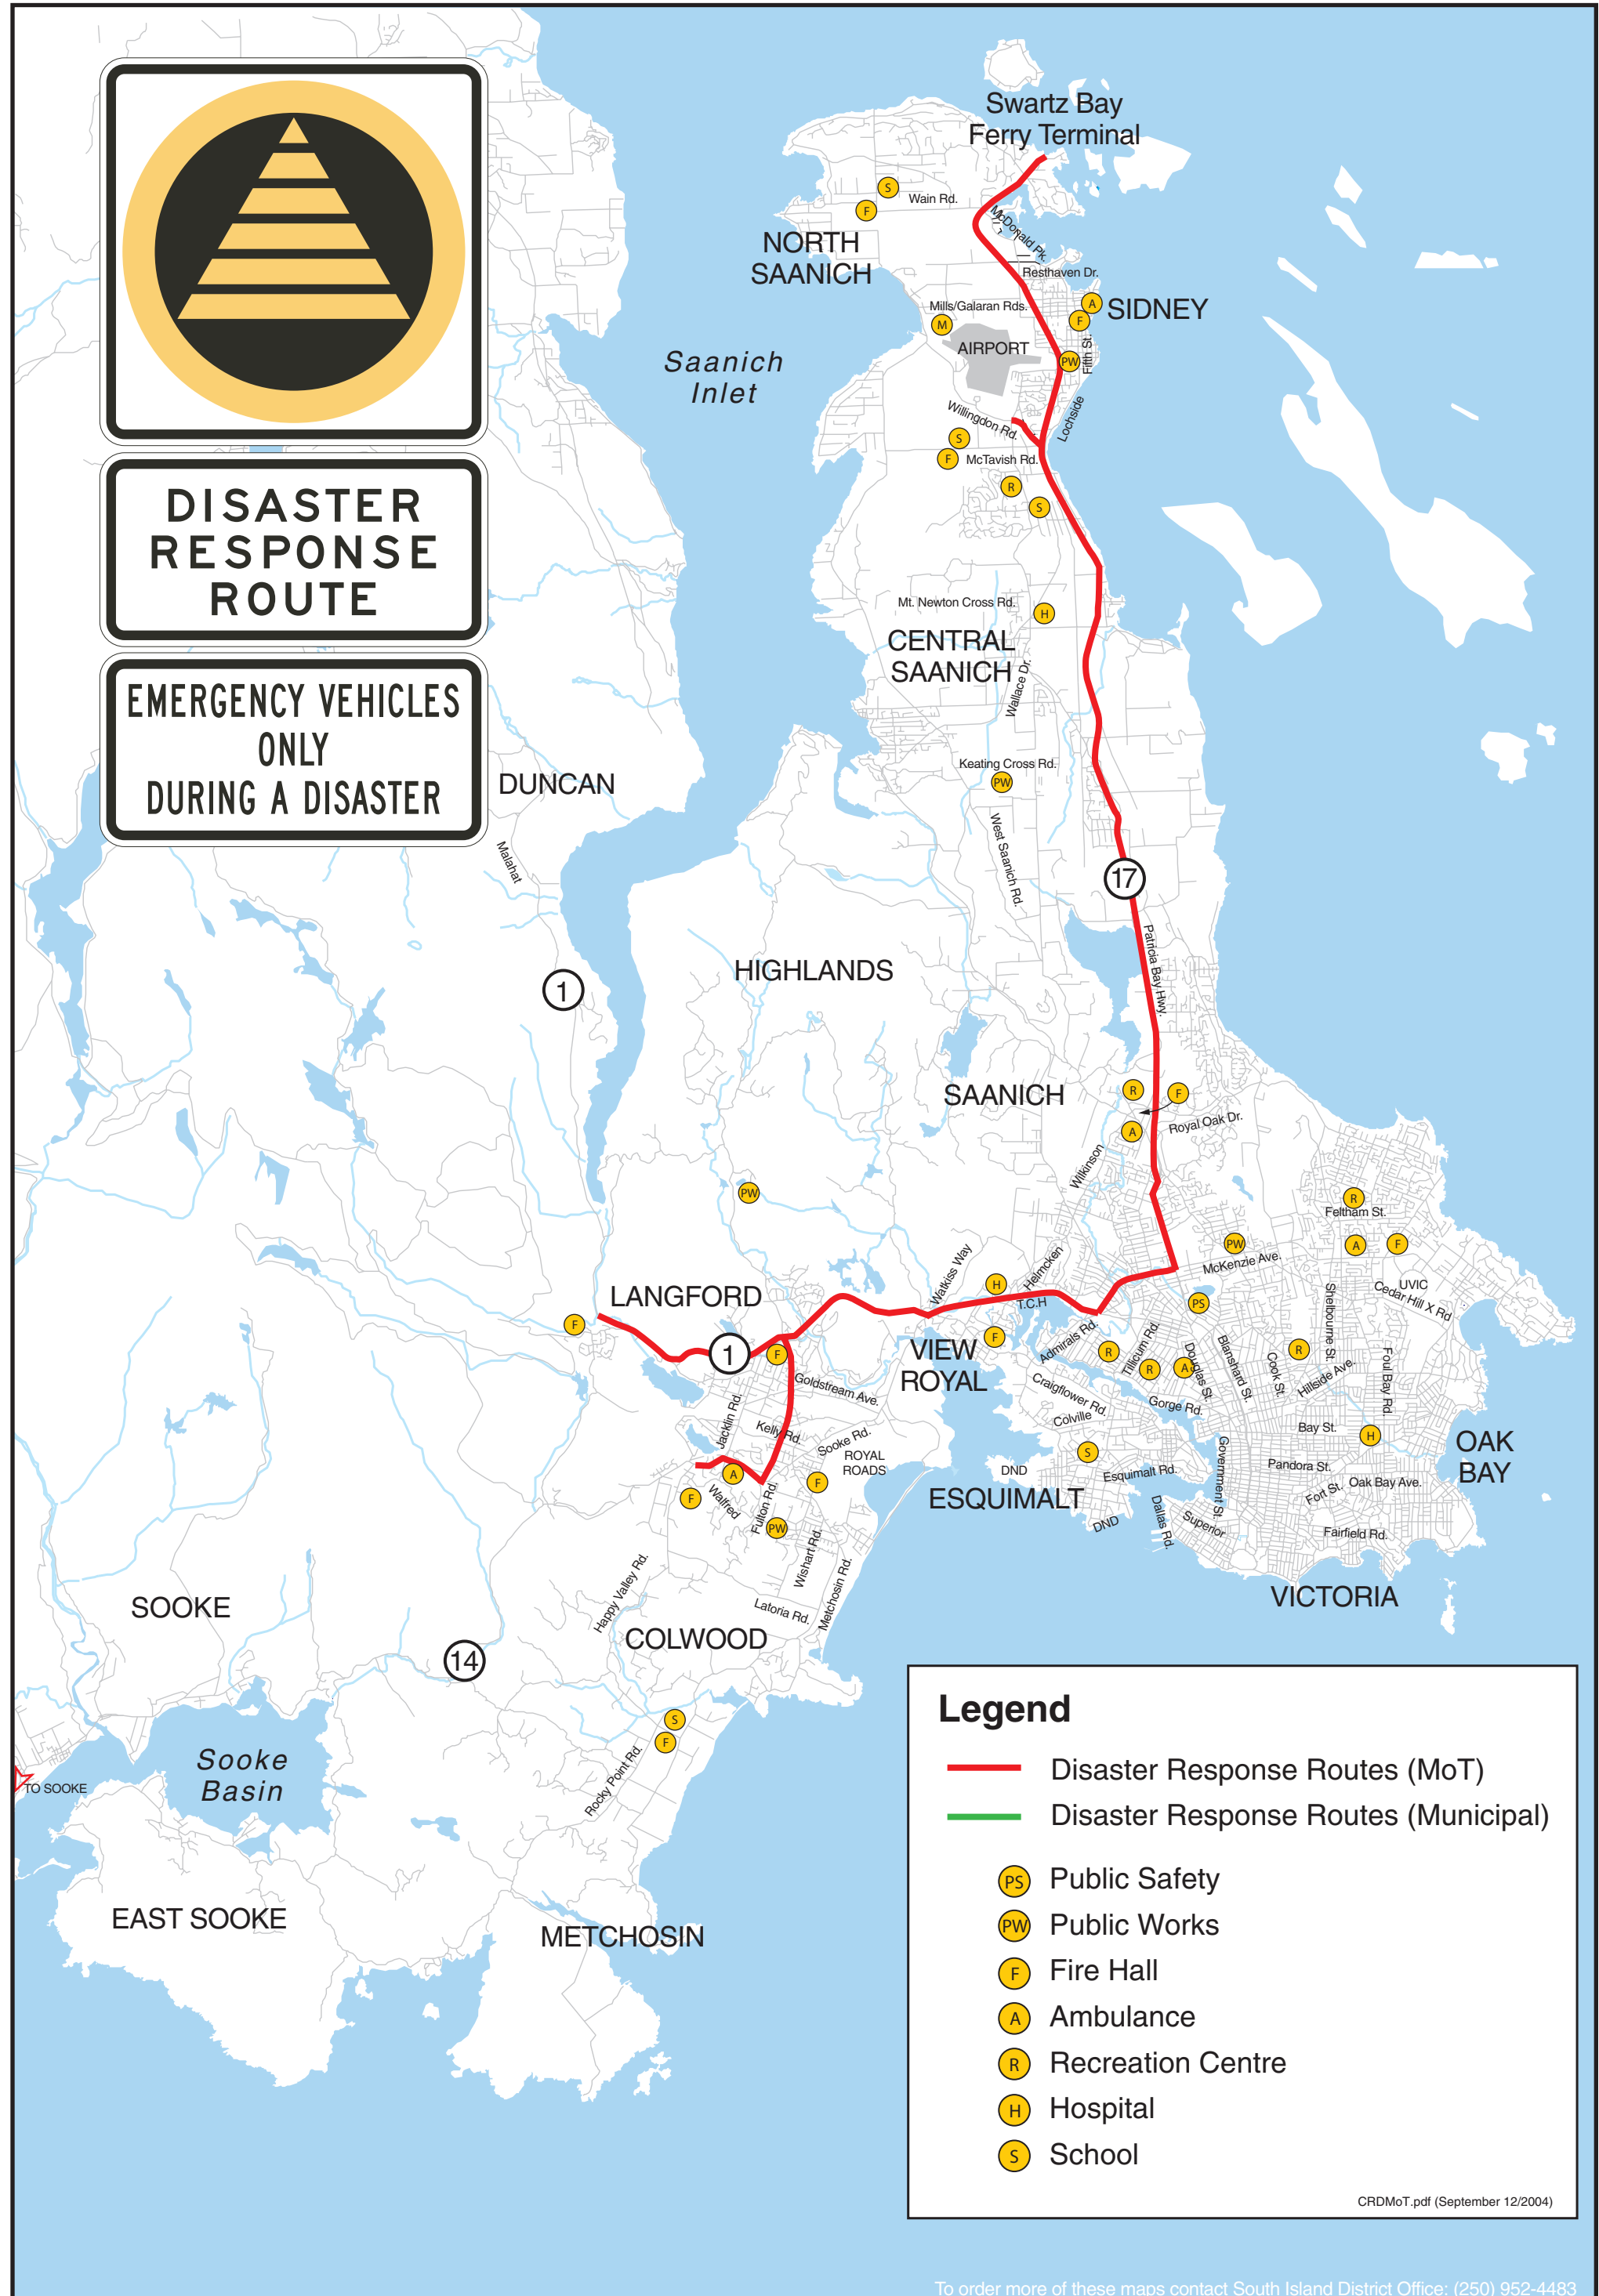 DISASTER
RESPONSE
ROUTE
EMERGENCY VEHICLES
ONLY
DURING A DISASTER
Swartz Bay
Ferry Terminal
S
Wain Rd.
F
McDonald Pk.
NORTH
SAANICH
Resthaven Dr.
Mills/Galaran Rds.
A
SIDNEY
F
M
AIRPORT
PW
Fifth St.
Saanich
Inlet
Willingdon Rd.
Lochside
S
F
McTavish Rd.
R
S
Mt. Newton Cross Rd.
H
CENTRAL
SAANICH
Wallace Dr.
Keating Cross Rd.
PW
DUNCAN
Malahat
West Saanich Rd.
17
Patricia Bay Hwy.
HIGHLANDS
1
SAANICH
R
F
Royal Oak Dr.
A
Wilkinson
PW
R
Feltham St.
PW
A
F
McKenzie Ave.
Watkiss Way
Helmcken
H
T.C.H
UVIC
Cedar Hill X Rd
LANGFORD
F
PS
Shelbourne St.
1
F
VIEW
ROYAL
F
Admirals Rd.
R
Tillicum Rd.
R
A
Douglas St.
Blanshard St.
Cook St.
R
Hillside Ave.
Foul Bay Rd.
Goldstream Ave.
Jacklin Rd.
Kelly Rd.
Sooke Rd.
ROYAL
ROADS
Craigflower Rd.
Colville
Gorge Rd.
Bay St.
H
OAK
BAY
S
Government St.
Pandora St.
DND
Esquimalt Rd.
Oak Bay Ave.
Fort St.
A
F
F
Walfred
Fulton Rd.
PW
ESQUIMALT
DND
Dallas Rd.
Superior
Fairfield Rd.
VICTORIA
Wishart Rd.
Metchosin Rd.
Happy Valley Rd.
Latoria Rd.
SOOKE
COLWOOD
14
S
F
Rocky Point Rd.
Sooke
Basin
TO SOOKE
EAST SOOKE
METCHOSIN
Legend
Disaster Response Routes (MoT)
Disaster Response Routes (Municipal)
PS Public Safety
PW Public Works
F Fire Hall
A Ambulance
R Recreation Centre
H Hospital
S School
CRDMoT.pdf (September 12/2004)
To order more of these maps contact South Island District Office: (250) 952-4483